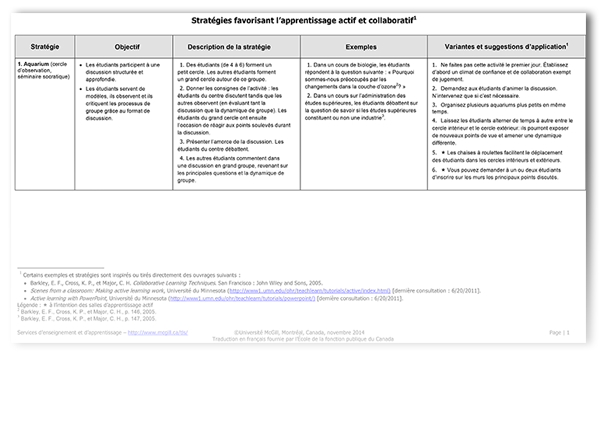 Stratégies favorisant l'apprentissage actif et collaboratif¹
Stratégie
Objectif
Description de la stratégie
Exemples
Variantes et suggestions d'application¹
1. Aquarium (cercle
d'observation,
séminaire socratique)
• Les étudiants participent à une
discussion structurée et
approfondie.
• Les étudiants servent de
modèles, ils observent et ils
critiquent les processus de
groupe grâce au format de
discussion.
1. Des étudiants (de 4 à 6) forment un
petit cercle. Les autres étudiants forment
un grand cercle autour de ce groupe.
2. Donner les consignes de l'activité : les
étudiants du centre discutent tandis que les
autres observent (en évaluant tant la
discussion que la dynamique de groupe). Les
étudiants du grand cercle ont ensuite
l'occasion de réagir aux points soulevés durant
la discussion.
3. Présenter l'amorce de la discussion. Les
étudiants du centre débattent.
4. Les autres étudiants commentent dans
une discussion en grand groupe, revenant sur
les principales questions et la dynamique de
groupe.
1. Dans un cours de biologie, les étudiants
répondent à la question suivante : « Pourquoi
sommes-nous préoccupés par les
changements dans la couche d'ozone²? »
2. Dans un cours sur l'administration des
études supérieures, les étudiants débattent sur
la question de savoir si les études supérieures
constituent ou non une industrie³.
1. Ne faites pas cette activité le premier jour. Établissez
d'abord un climat de confiance et de collaboration exempt
de jugement.
2. Demandez aux étudiants d'animer la discussion.
N'intervenez que si c'est nécessaire.
3. Organisez plusieurs aquariums plus petits en même
temps.
4. Laissez les étudiants alterner de temps à autre entre le
cercle intérieur et le cercle extérieur: ils pourront exposer
de nouveaux points de vue et amener une dynamique
différente.
5. ✶ Les chaises à roulettes facilitent le déplacement
des étudiants dans les cercles intérieurs et extérieurs.
6. ✶ Vous pouvez demander à un ou deux étudiants
d'inscrire sur les murs les principaux points discutés.
¹ Certains exemples et stratégies sont inspirés ou tirés directement des ouvrages suivants :
• Barkley, E. F., Cross, K. P., et Major, C. H. Collaborative Learning Techniques. San Francisco : John Wiley and Sons, 2005.
• Scenes from a classroom: Making active learning work, Université du Minnesota (http://www1.umn.edu/ohr/teachlearn/tutorials/active/index.html) [dernière consultation : 6/20/2011].
• Active learning with PowerPoint, Université du Minnesota (http://www1.umn.edu/ohr/teachlearn/tutorials/powerpoint/) [dernière consultation : 6/20/2011].
Légende : ✶ à l'intention des salles d'apprentissage actif
² Barkley, E. F., Cross, K. P., et Major, C. H., p. 146, 2005.
³ Barkley, E. F., Cross, K. P., et Major, C. H., p. 147, 2005.
Services d'enseignement et d'apprentissage – http://www.mcgill.ca/tls/
©Université McGill, Montréal, Canada, novembre 2014
Page | 1
Traduction en français fournie par l'École de la fonction publique du Canada